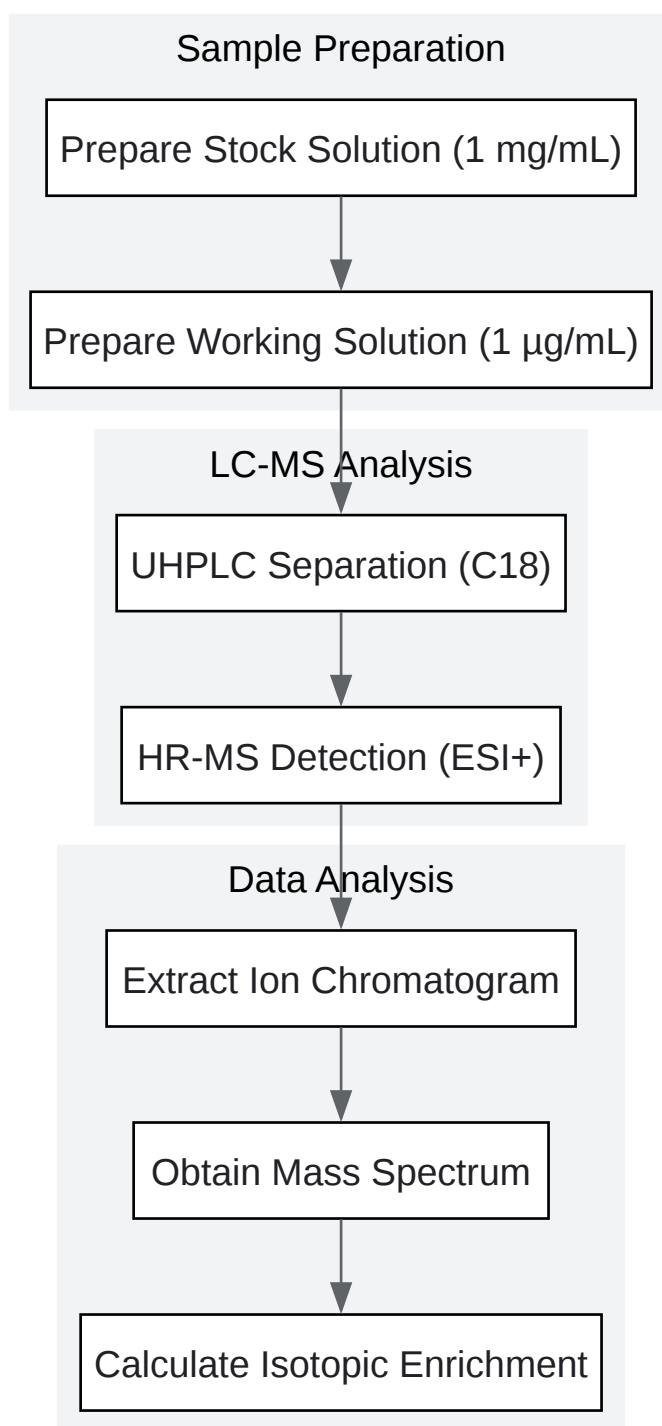 Sample Preparation
Prepare Stock Solution (1 mg/mL)
Prepare Working Solution (1 µg/mL)
LC-MS Analysis
UHPLC Separation (C18)
HR-MS Detection (ESI+)
Data Analysis
Extract Ion Chromatogram
Obtain Mass Spectrum
Calculate Isotopic Enrichment